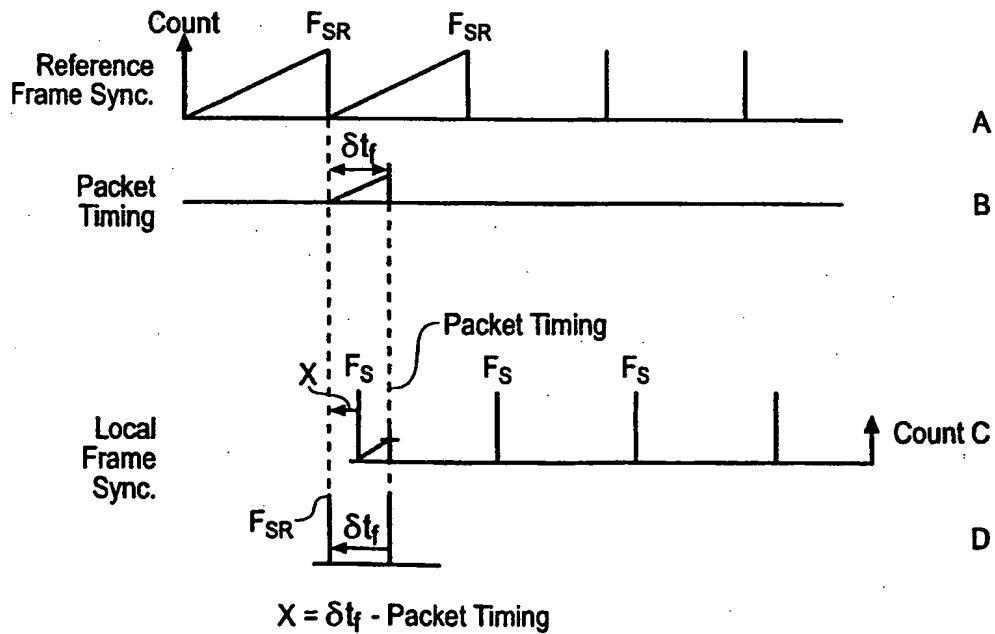 Count F_SR F_SR
Reference
Frame Sync.
A
δt_f
Packet
Timing
B
Packet Timing
X F_S F_S F_S
Local
Frame
Sync.
Count C
F_SR δt_f
D
X = δt_f - Packet Timing